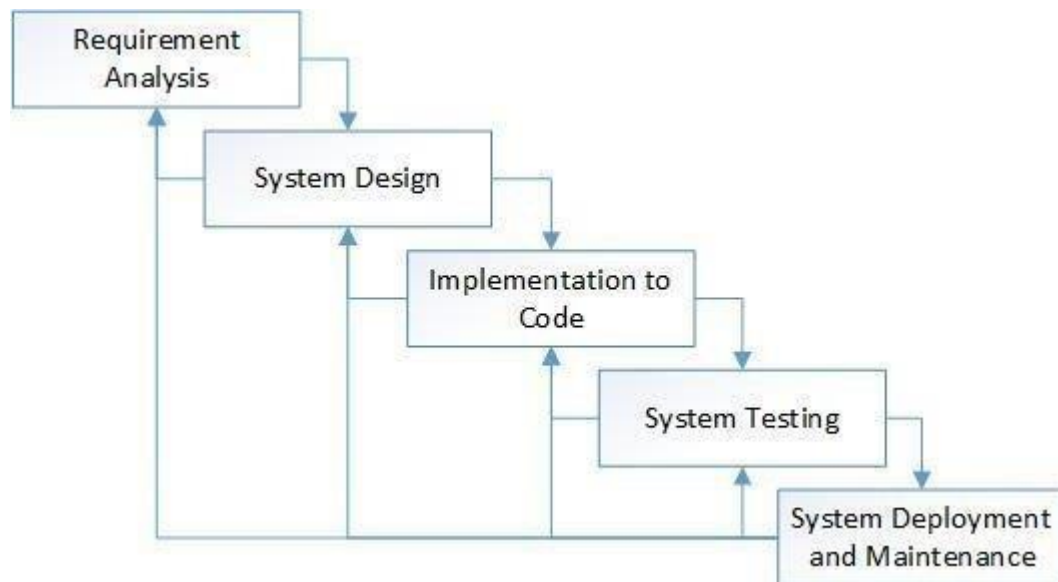 Requirement
Analysis
System Design
Implementation to
Code
System Testing
System Deployment
and Maintenance